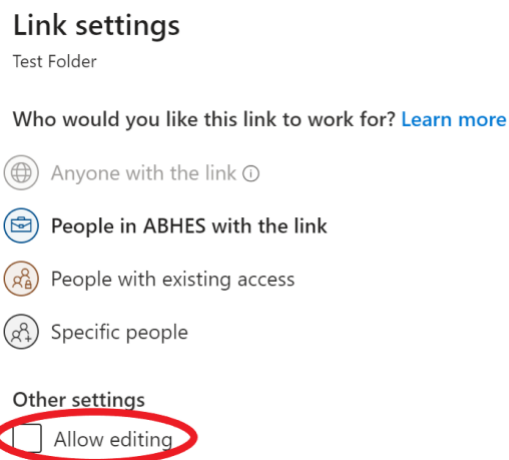 Link settings
Test Folder
Who would you like this link to work for? Learn more
Anyone with the link
People in ABHES with the link
People with existing access
Specific people
Other settings
Allow editing